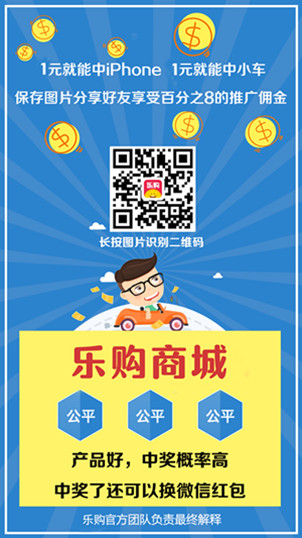 1元就能中iPhone 1元就能中小车
保存图片分享好友享受百分之8的推广佣金
乐购
长按图片识别二维码
乐购商城
公平 公平 公平
产品好，中奖概率高
中奖了还可以换微信红包
乐购官方团队负责最终解释